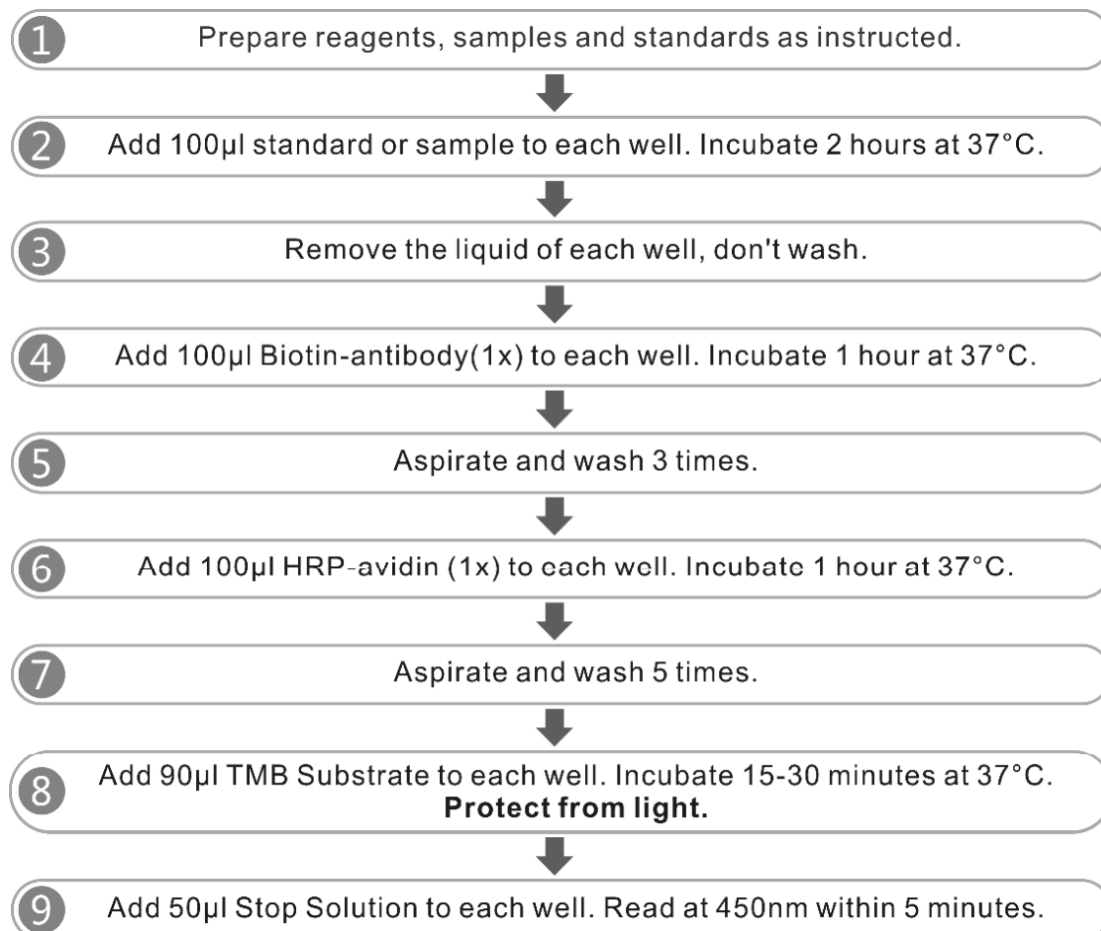 1 Prepare reagents, samples and standards as instructed.
2 Add 100µl standard or sample to each well. Incubate 2 hours at 37°C.
3 Remove the liquid of each well, don't wash.
4 Add 100µl Biotin-antibody(1x) to each well. Incubate 1 hour at 37°C.
5 Aspirate and wash 3 times.
6 Add 100µl HRP-avidin (1x) to each well. Incubate 1 hour at 37°C.
7 Aspirate and wash 5 times.
8 Add 90µl TMB Substrate to each well. Incubate 15-30 minutes at 37°C.
Protect from light.
9 Add 50µl Stop Solution to each well. Read at 450nm within 5 minutes.